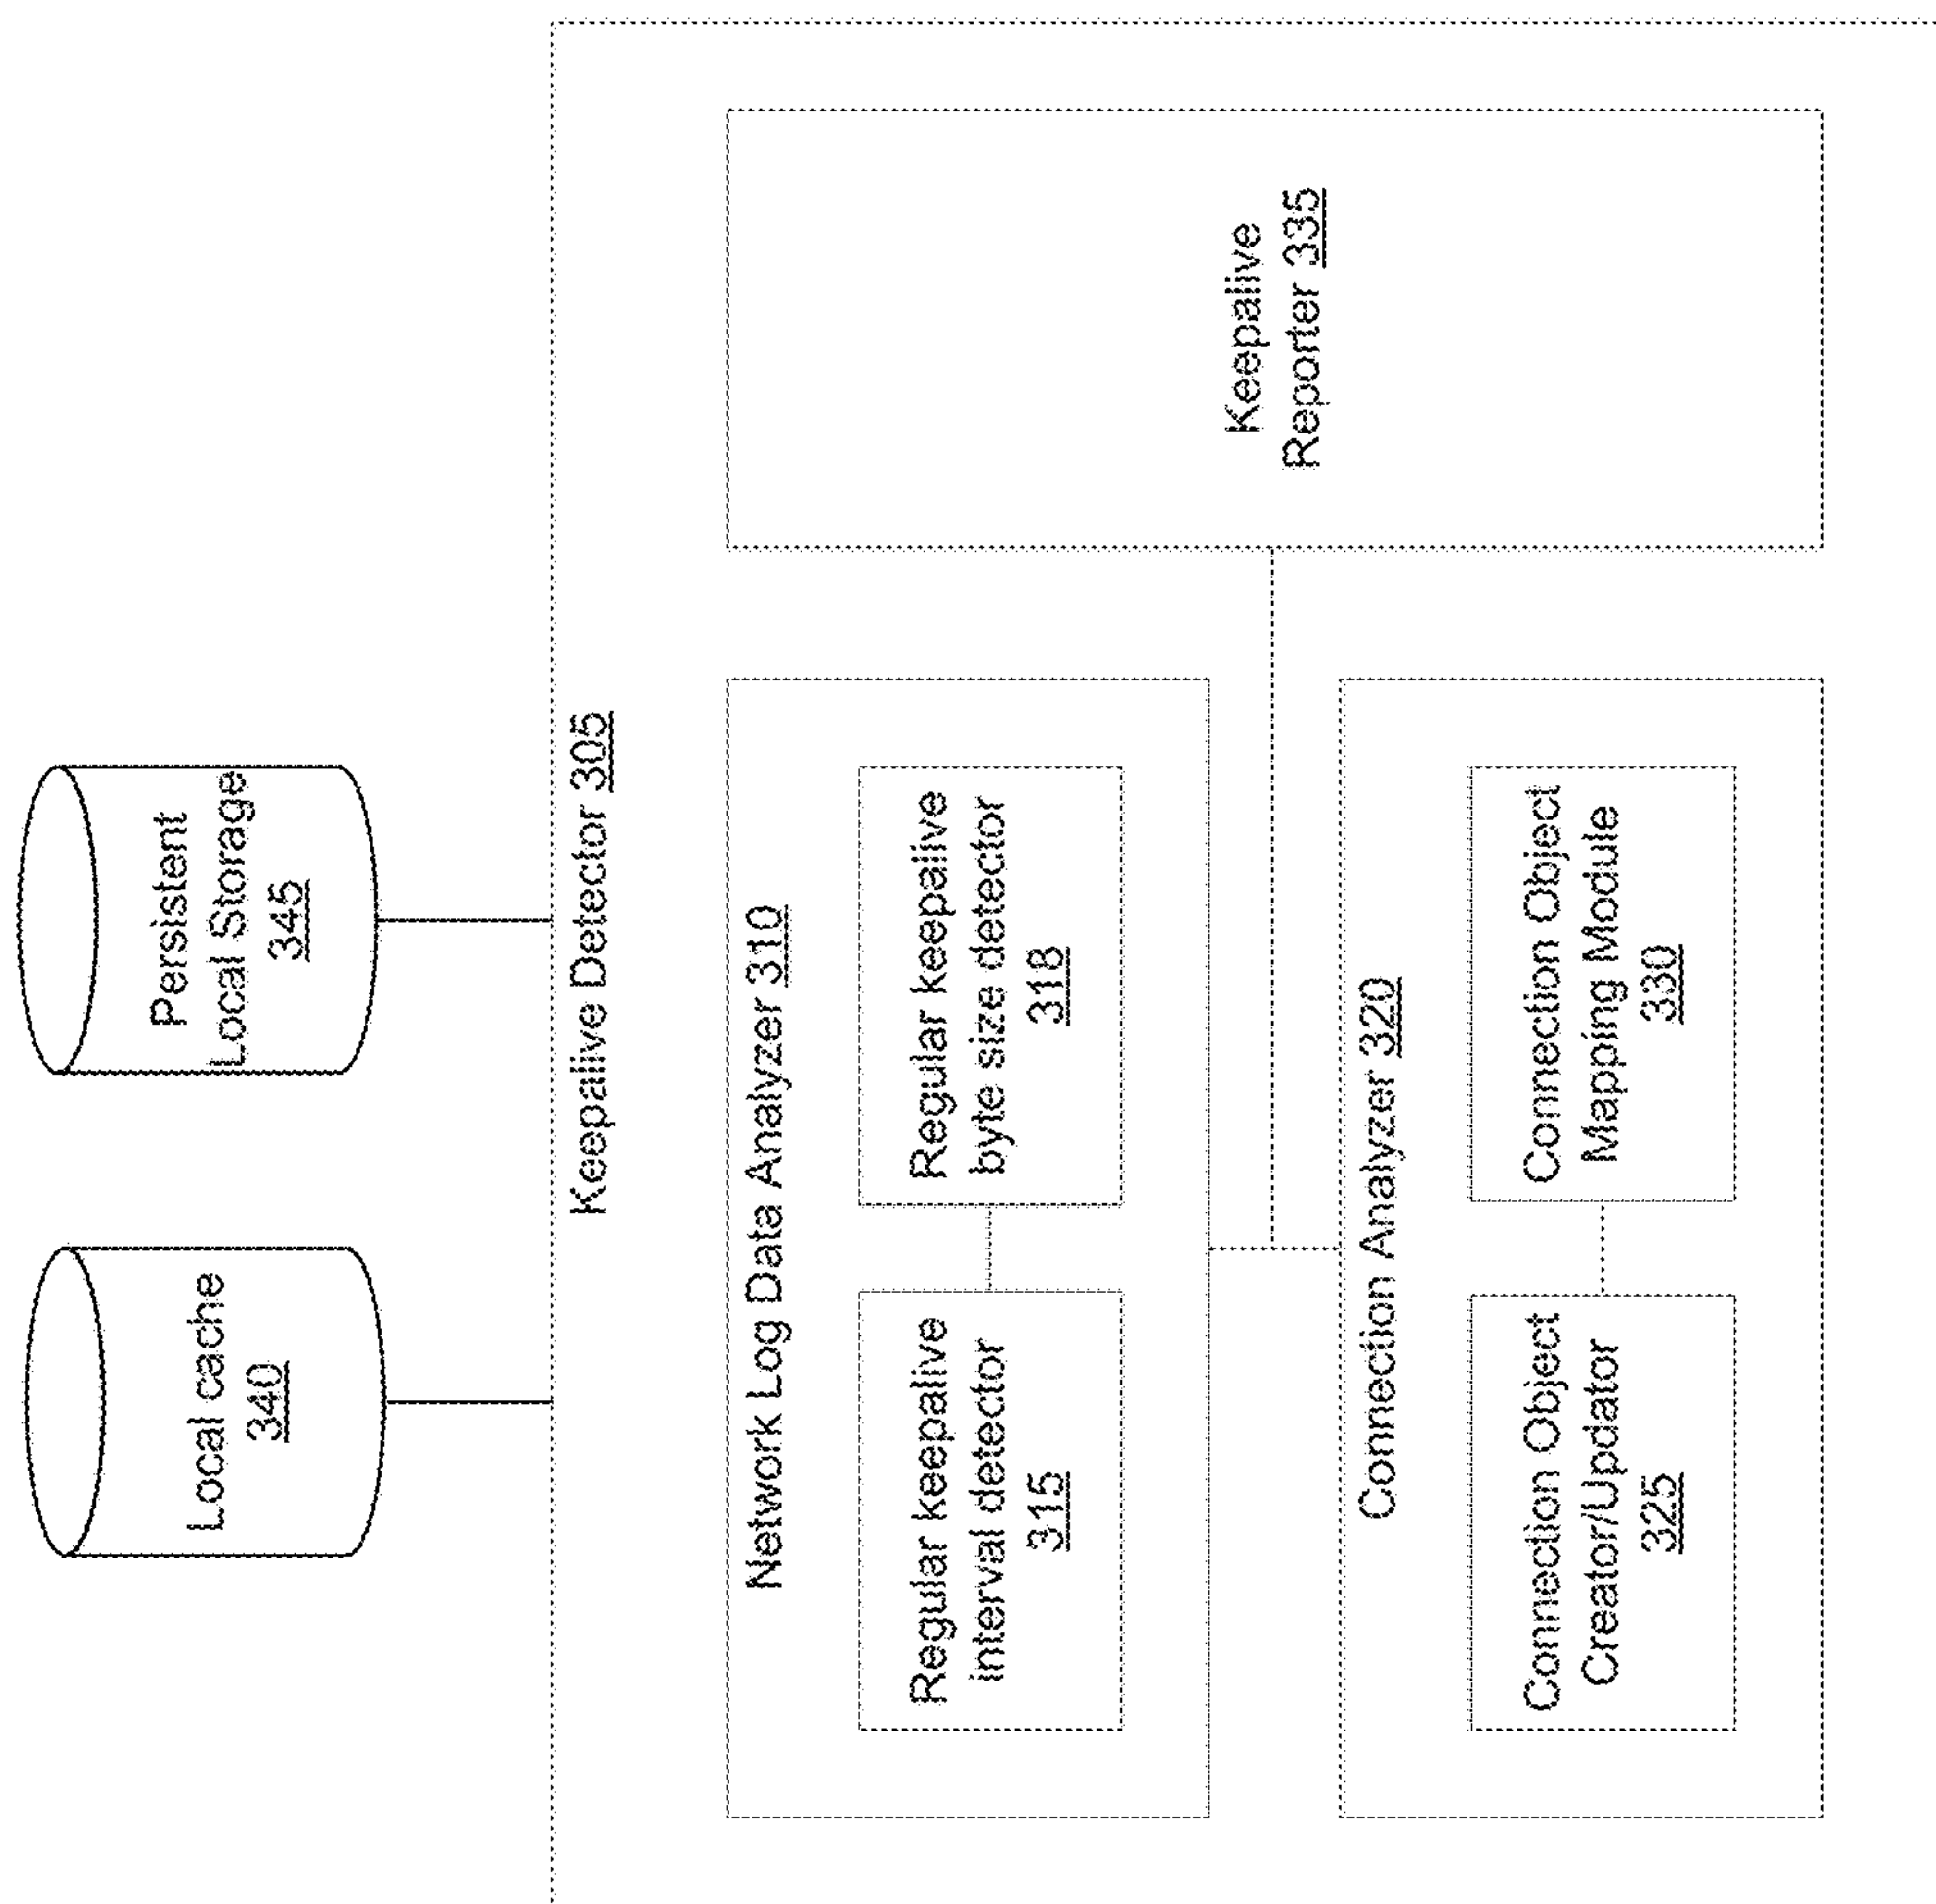 Local cache
340
Persistent
Local Storage
345
Keepalive Detector 305
Network Log Data Analyzer 310
Regular keepalive
interval detector
315
Regular keepalive
byte size detector
318
Connection Analyzer 320
Connection Object
Creator/Updator
325
Connection Object
Mapping Module
330
Keepalive
Reporter 335